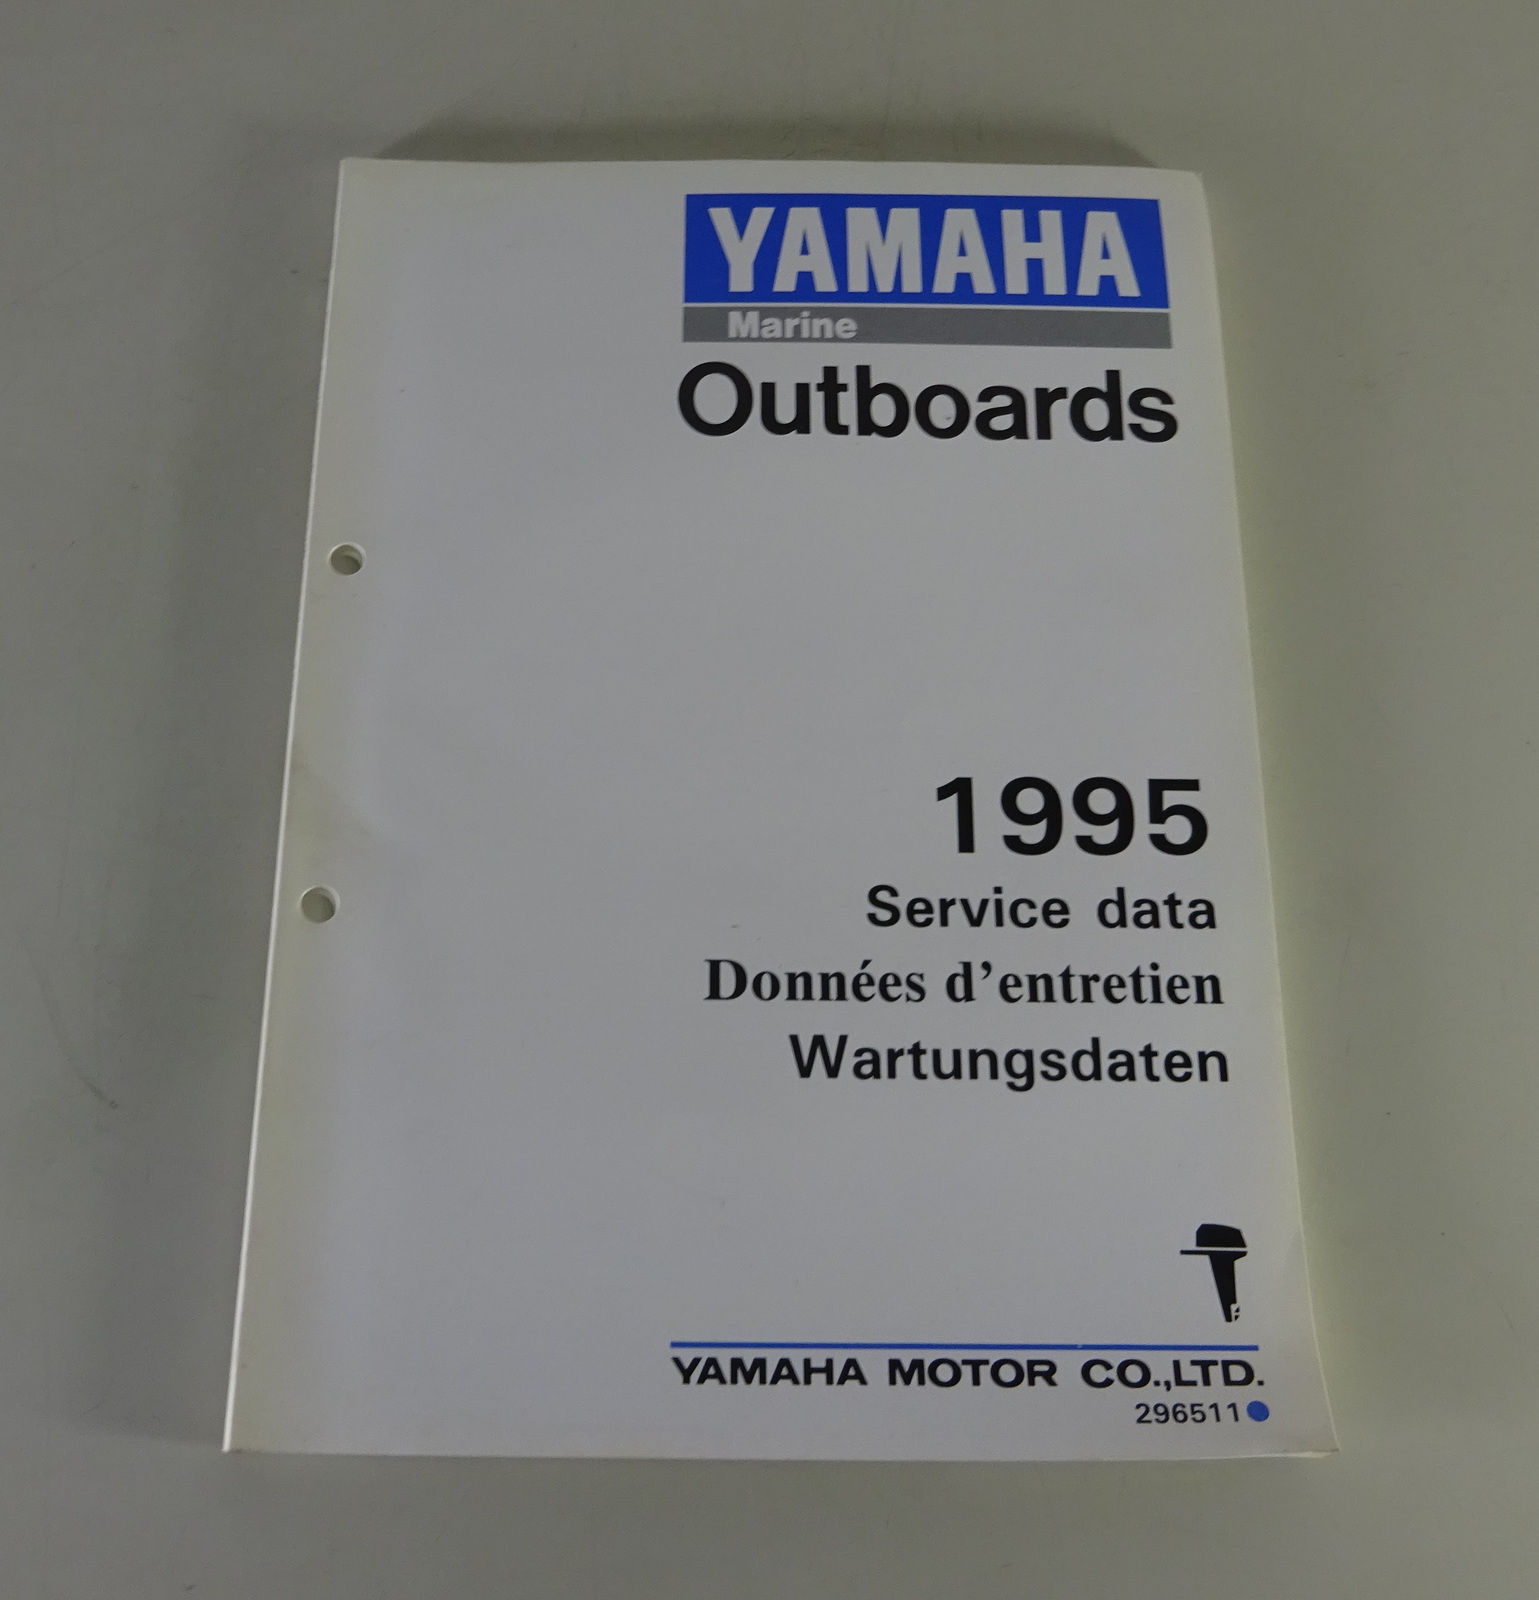 YAMAHA
Marine
Outboards
1995
Service data
Données d’entretien
Wartungsdaten
YAMAHA MOTOR CO.,LTD.
296511